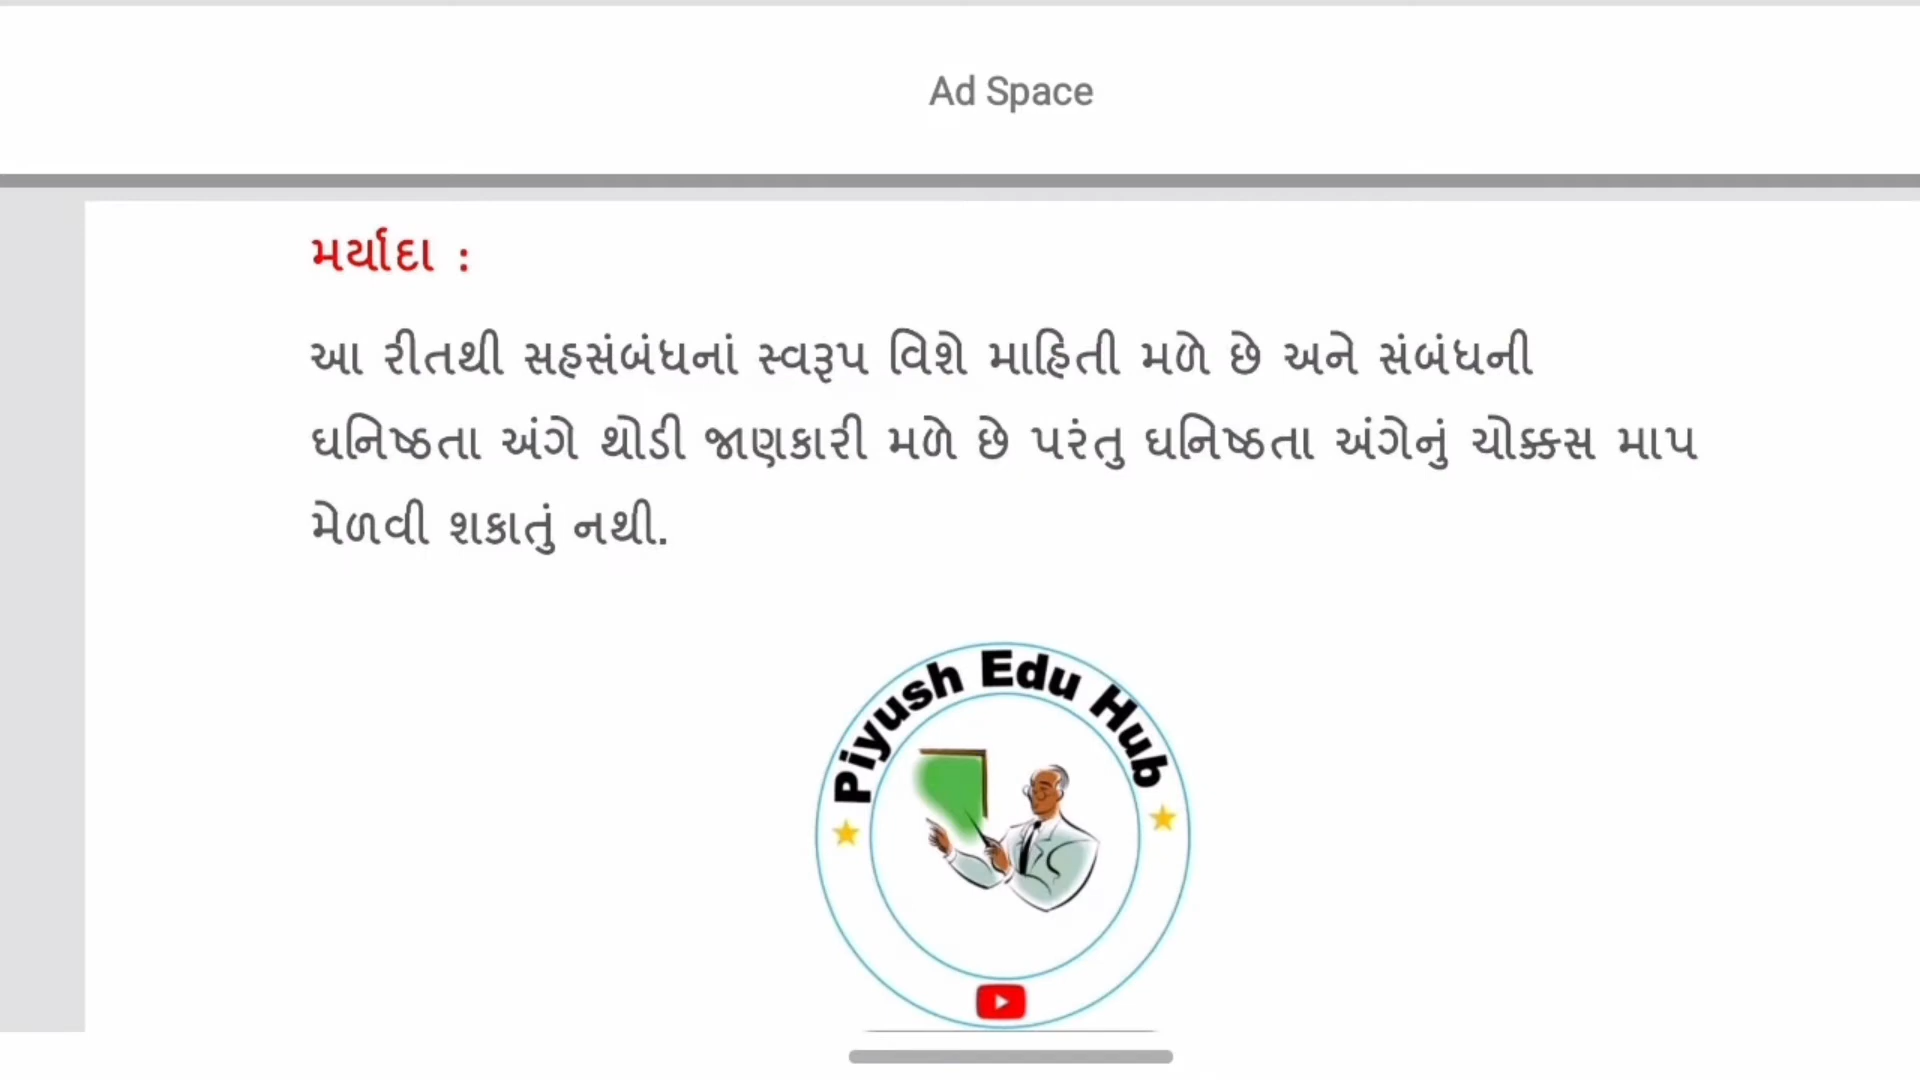 Ad Space
મર્યાદા :
આ રીતથી સહસંબંધનાં સ્વરૂપ વિશે માહિતી મળે છે અને સંબંધની
ઘનિષ્ઠતા અંગે થોડી જાણકારી મળે છે પરંતુ ઘનિષ્ઠતા અંગેનું ચોક્કસ માપ
મેળવી શકાતું નથી.
Piyush Edu Hub